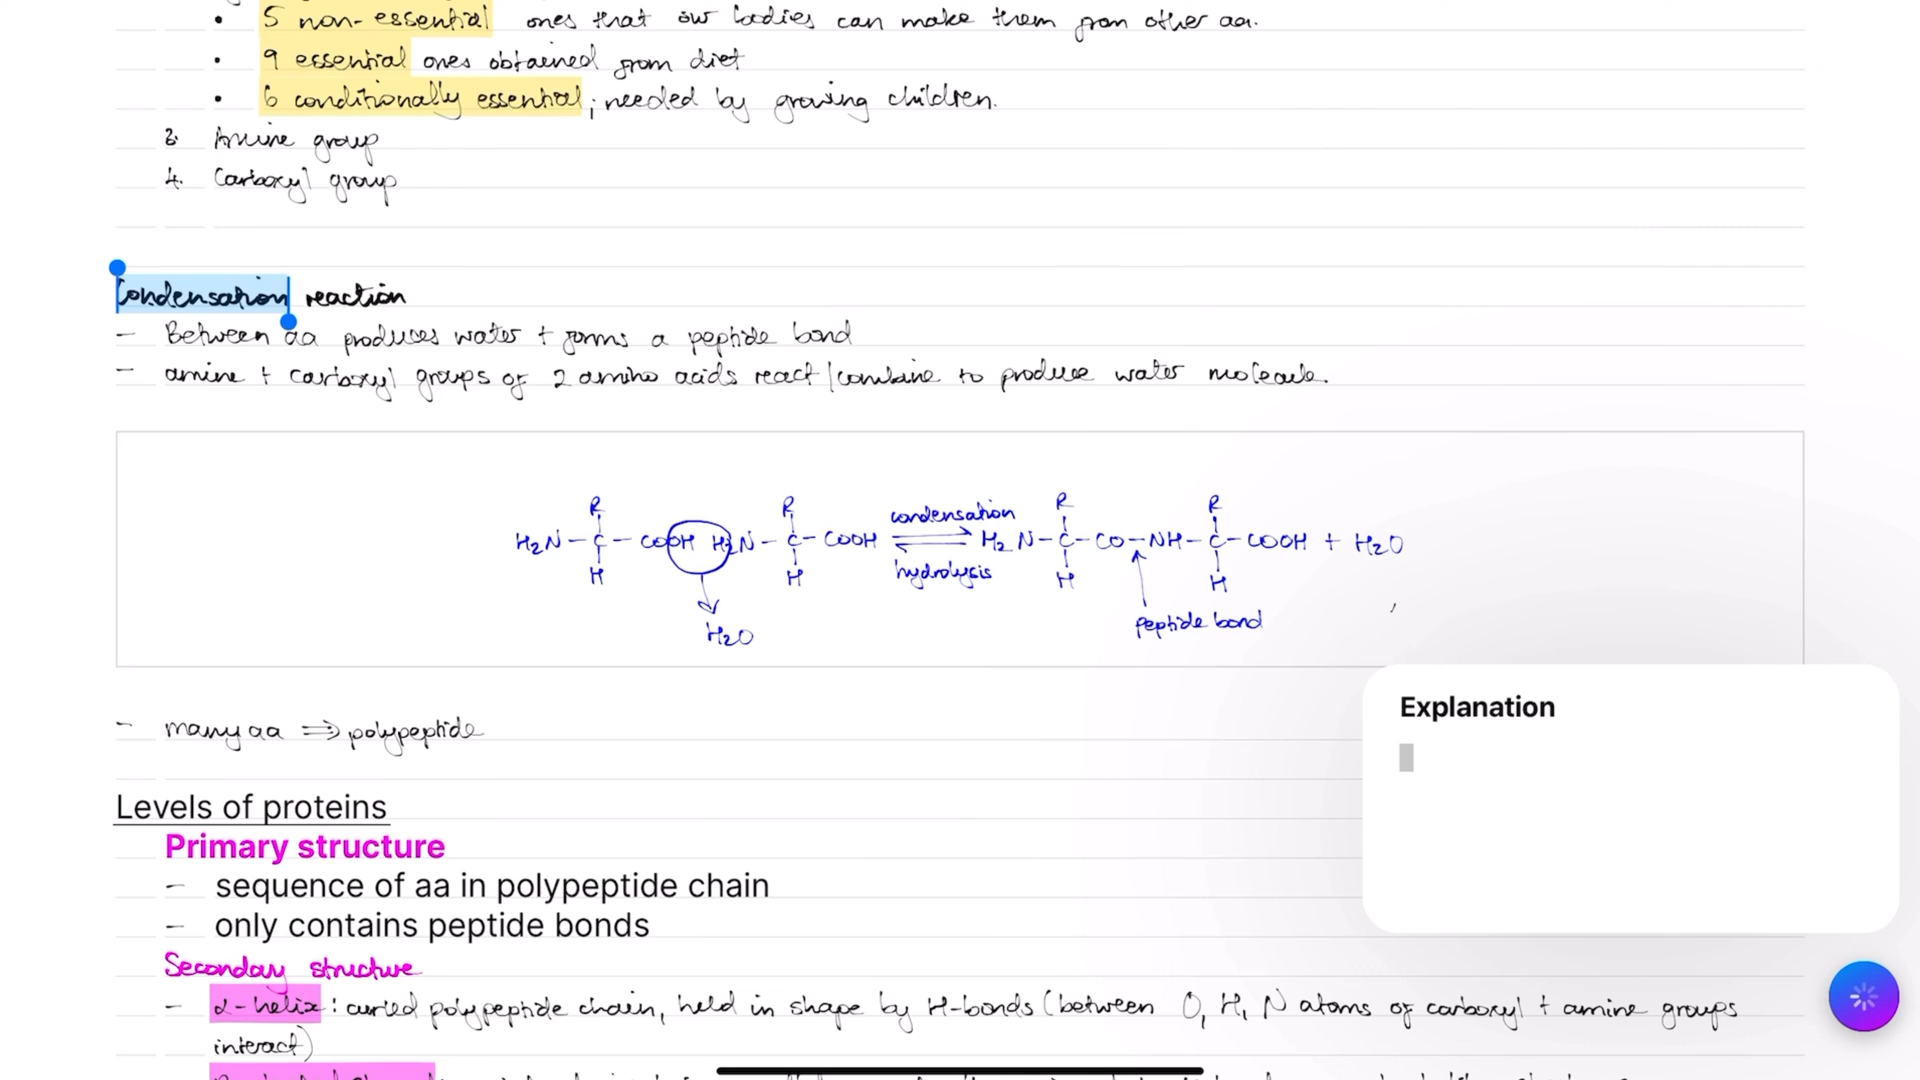 • 5 non-essential ones that our bodies can make them from other aa.
• 9 essential ones obtained from diet
• 6 conditionally essential; needed by growing children.
3. Amine group
4. Carboxyl group
Condensation reaction
- Between aa produces water + forms a peptide bond
- amine + carboxyl groups of 2 amino acids react/combine to produce water molecule.
R R condensation R R
H₂N-C-COOH H₂N-C-COOH ⇌ H₂N-C-CO-NH-C-COOH + H₂O
H H hydrolysis H H
H₂O peptide bond
Explanation
- many aa ⇒ polypeptide
Levels of proteins
Primary structure
- sequence of aa in polypeptide chain
- only contains peptide bonds
Seconday structure
- α-helix: curled polypeptide chain, held in shape by H-bonds (between O, H, N atoms of carboxyl + amine groups
interact)